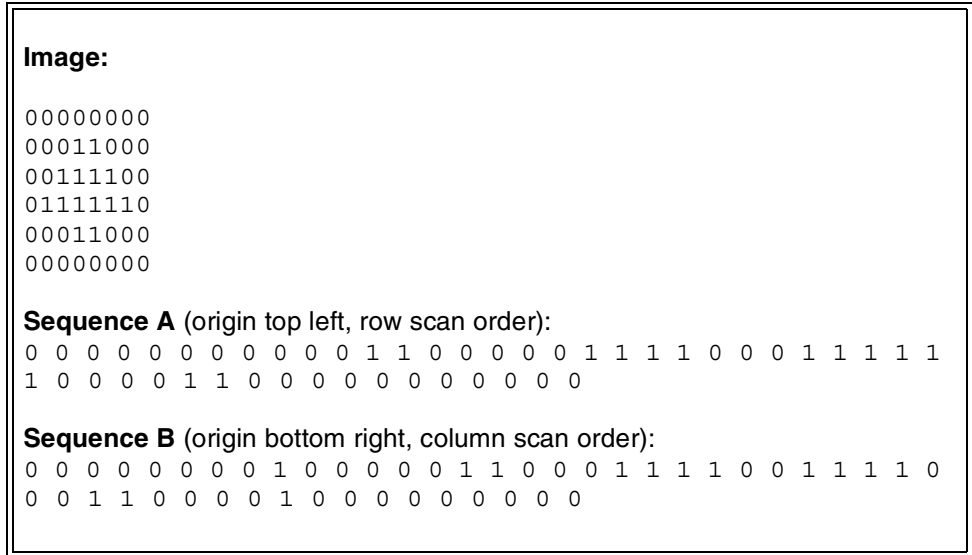 Image:
00000000
00011000
00111100
01111110
00011000
00000000
Sequence A (origin top left, row scan order):
0 0 0 0 0 0 0 0 0 0 0 1 1 0 0 0 0 0 1 1 1 1 0 0 0 1 1 1 1 1
1 0 0 0 0 1 1 0 0 0 0 0 0 0 0 0 0 0
Sequence B (origin bottom right, column scan order):
0 0 0 0 0 0 0 0 1 0 0 0 0 0 1 1 0 0 0 1 1 1 1 0 0 1 1 1 1 0
0 0 1 1 0 0 0 0 1 0 0 0 0 0 0 0 0 0